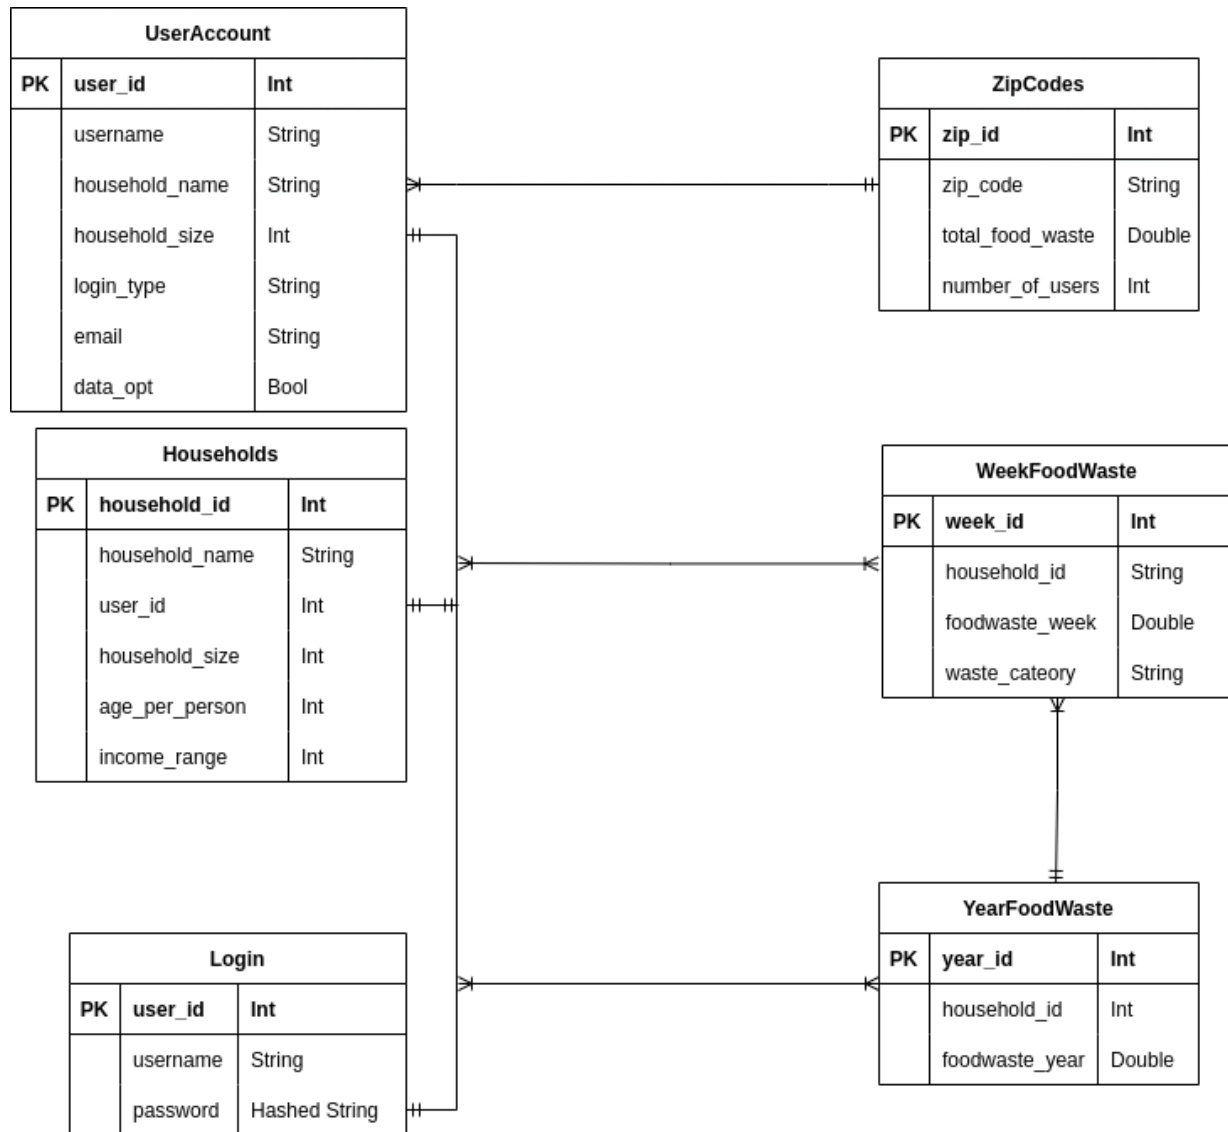 UserAccount
PK user_id Int
username String
household_name String
household_size Int
login_type String
email String
data_opt Bool
ZipCodes
PK zip_id Int
zip_code String
total_food_waste Double
number_of_users Int
Households
PK household_id Int
household_name String
user_id Int
household_size Int
age_per_person Int
income_range Int
WeekFoodWaste
PK week_id Int
household_id String
foodwaste_week Double
waste_cateory String
Login
PK user_id Int
username String
password Hashed String
YearFoodWaste
PK year_id Int
household_id Int
foodwaste_year Double